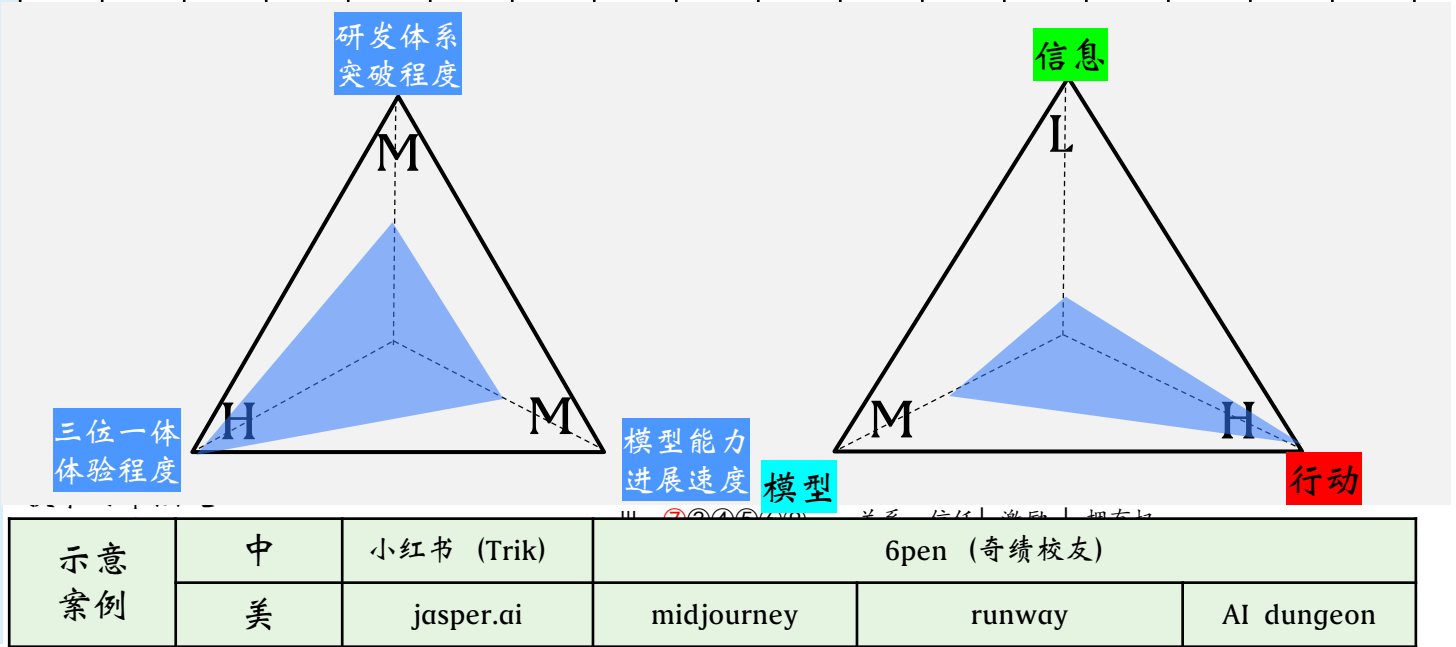 研发体系
突破程度
信息
M
L
H
M
M
H
三位一体
体验程度
模型能力
进展速度
模型
行动
示意
案例
中
小红书 (Trik)
6pen (奇绩校友)
美
jasper.ai
midjourney
runway
AI dungeon